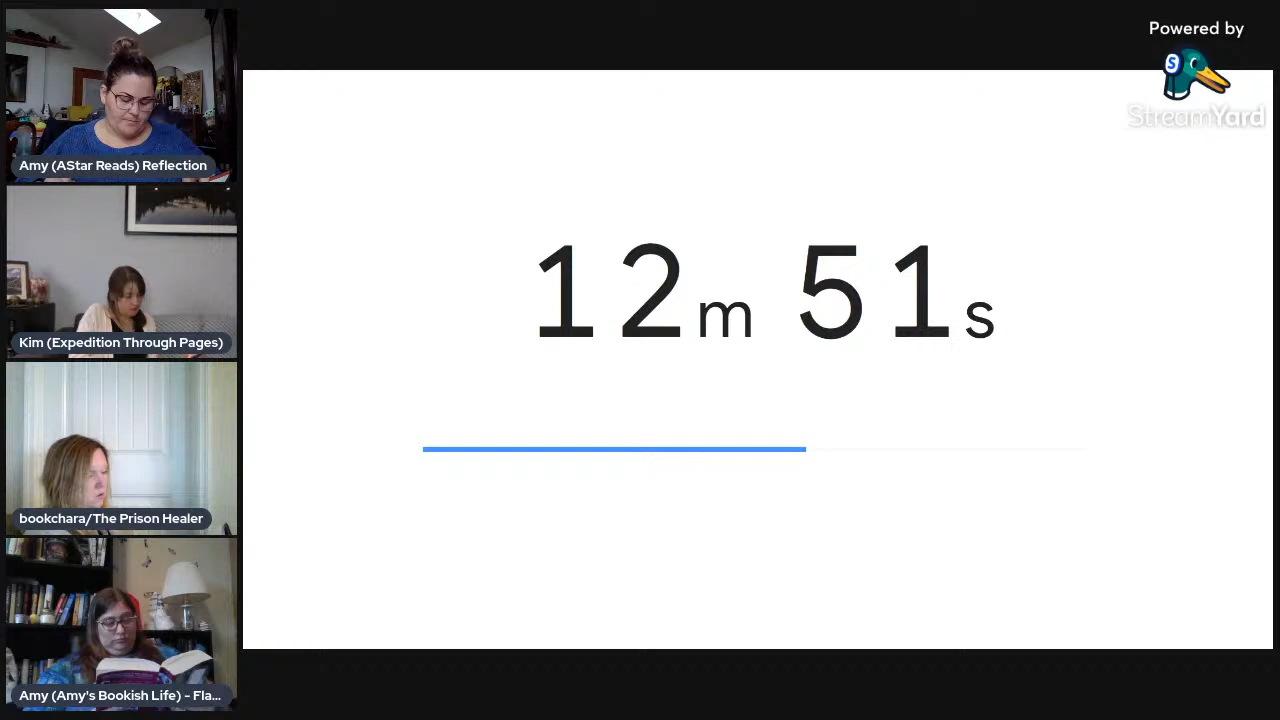 Powered by
StreamYard
Amy (AStar Reads) Reflection
Kim (Expedition Through Pages)
bookchara/The Prison Healer
Amy (Amy's Bookish Life) - Fla...
12m 51s